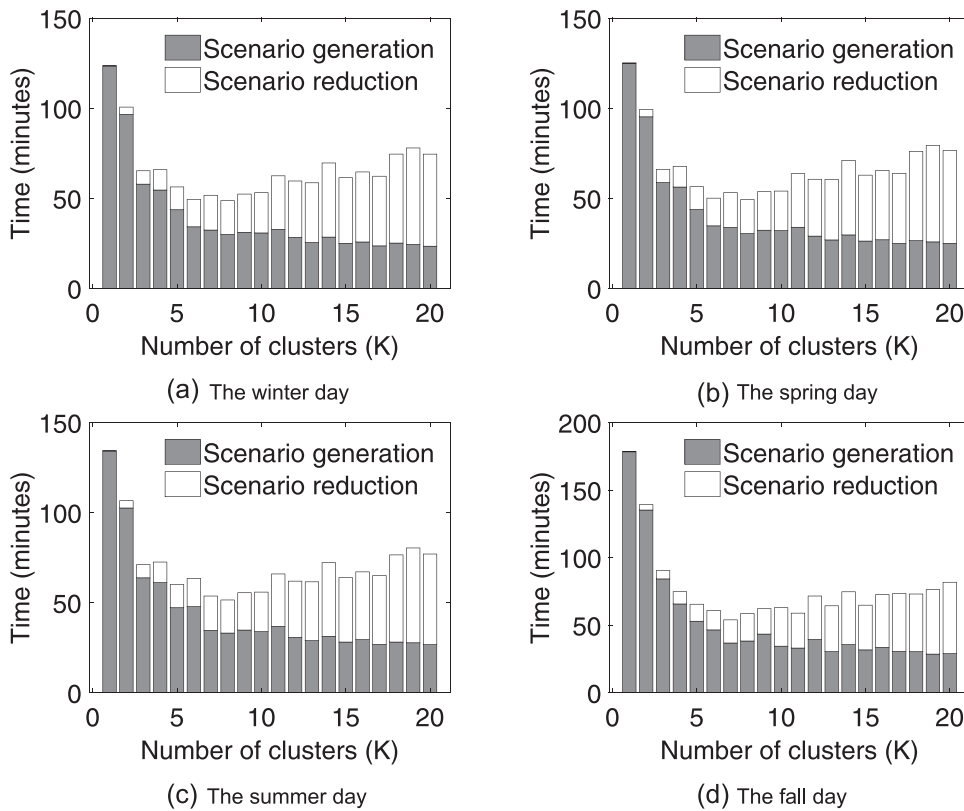 150
Scenario generation
Scenario reduction
100
50
0
Time (minutes)
0 5 10 15 20
Number of clusters (K)
(a) The winter day
150
Scenario generation
Scenario reduction
100
50
0
Time (minutes)
0 5 10 15 20
Number of clusters (K)
(b) The spring day
150
Scenario generation
Scenario reduction
100
50
0
Time (minutes)
0 5 10 15 20
Number of clusters (K)
(c) The summer day
200
Scenario generation
Scenario reduction
150
100
50
0
Time (minutes)
0 5 10 15 20
Number of clusters (K)
(d) The fall day